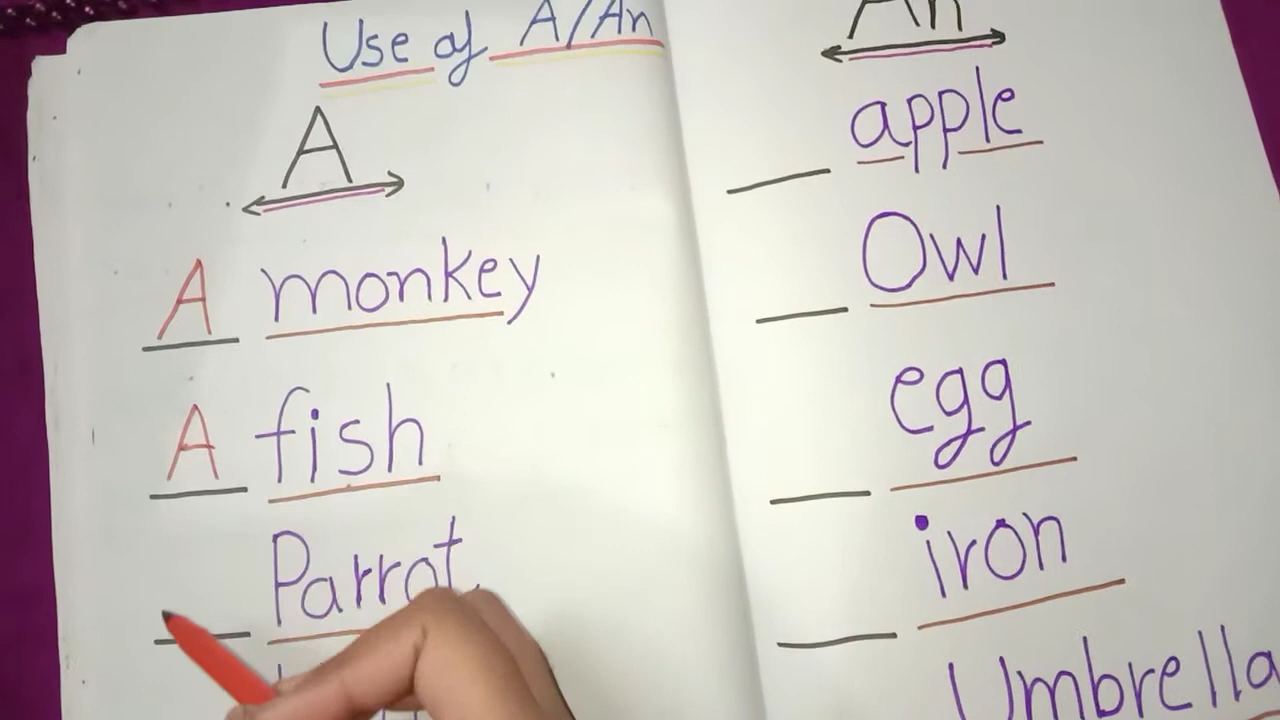 Use of A/An
A
A monkey
A fish
Parrot
An
apple
Owl
egg
iron
Umbrella